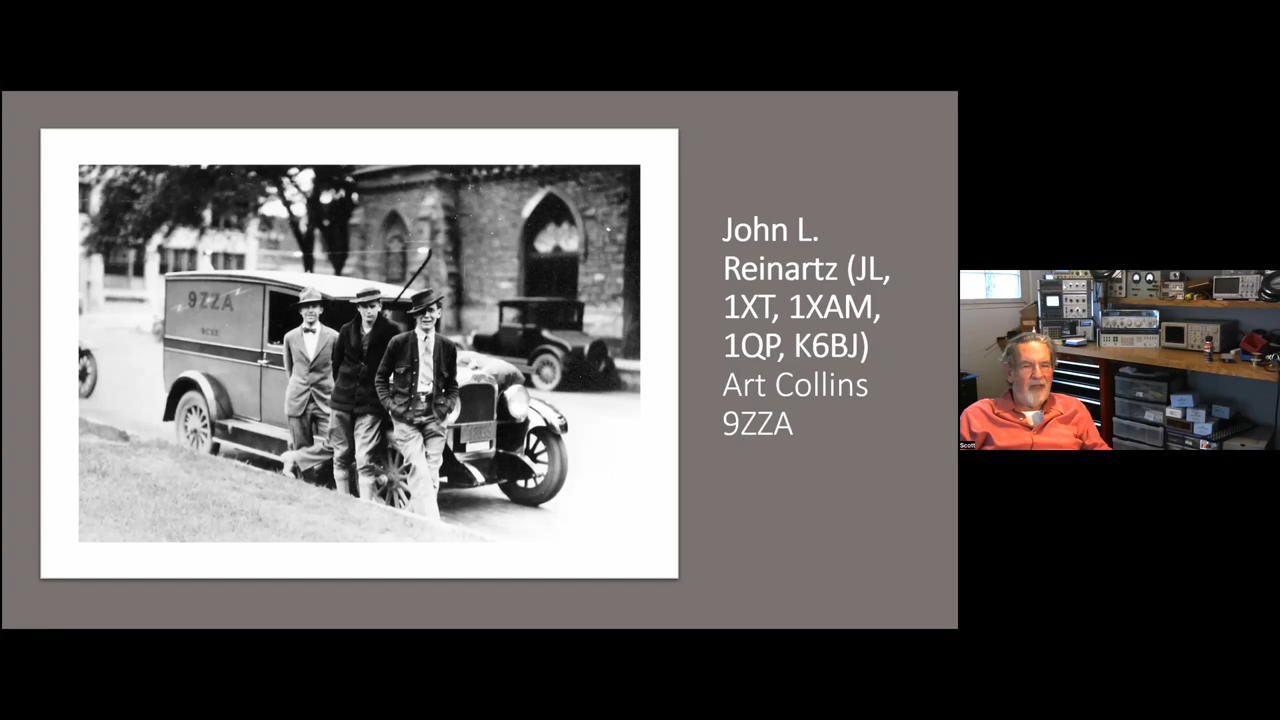 John L.
Reinartz (JL,
1XT, 1XAM,
1QP, K6BJ)
Art Collins
9ZZA
9ZZA
Scott